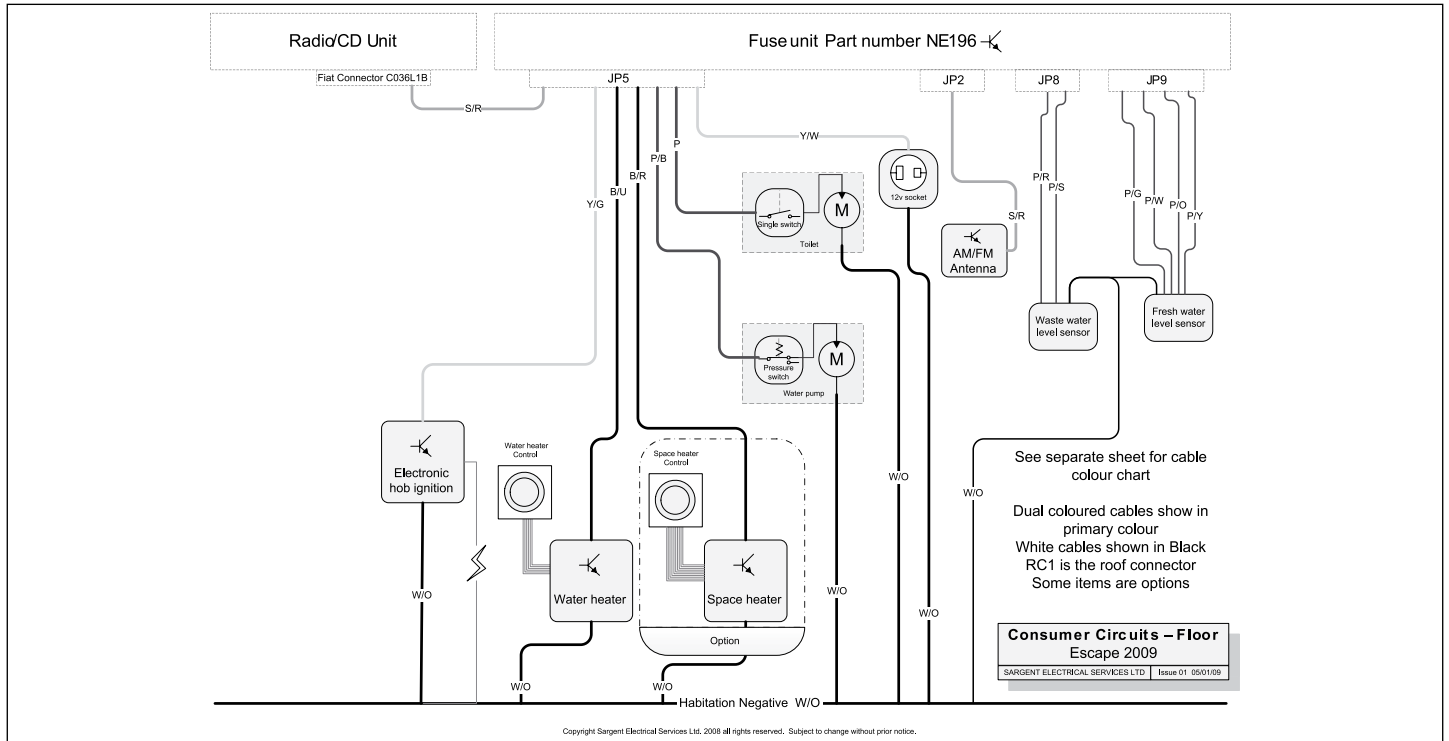 Radio/CD Unit
Fuse unit Part number NE196
Fiat Connector C036L1B
JP5
JP2
JP8
JP9
S/R
Y/W
P
P/B
B/R
B/U
Y/G
P/R
P/S
P/G
P/W
P/O
P/Y
S/R
12v socket
Single switch
M
Toilet
AM/FM
Antenna
Waste water
level sensor
Fresh water
level sensor
Pressure
switch
M
Water pump
Electronic
hob ignition
Water heater
Control
Space heater
Control
Water heater
Space heater
Option
W/O
W/O
W/O
W/O
W/O
W/O
W/O
See separate sheet for cable
colour chart
Dual coloured cables show in
primary colour
White cables shown in Black
RC1 is the roof connector
Some items are options
Consumer Circuits – Floor
Escape 2009
SARGENT ELECTRICAL SERVICES LTD
Issue 01 05/01/09
Habitation Negative W/O
Copyright Sargent Electrical Services Ltd. 2008 all rights reserved. Subject to change without prior notice.